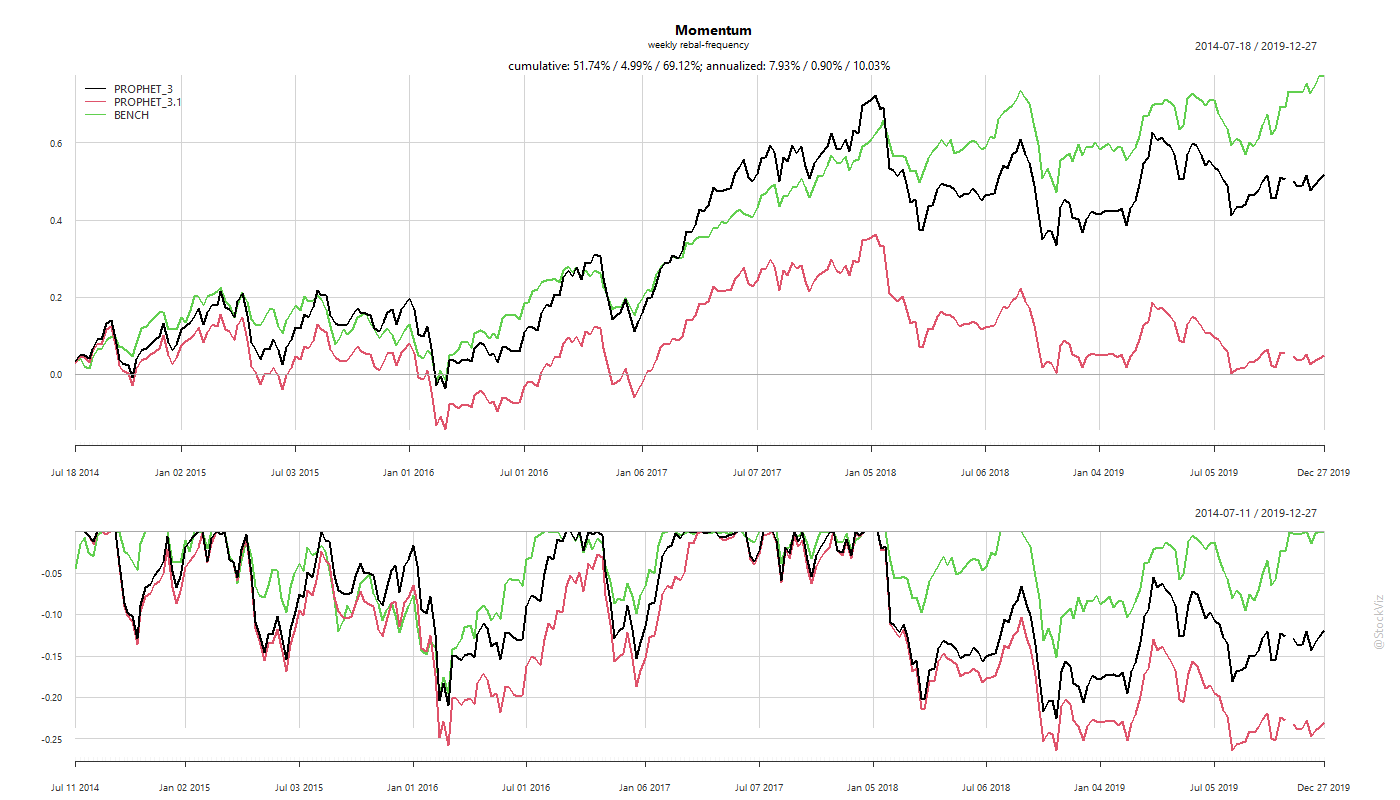 Momentum
weekly rebal-frequency
2014-07-18 / 2019-12-27
cumulative: 51.74% / 4.99% / 69.12%; annualized: 7.93% / 0.90% / 10.03%
PROPHET_3
PROPHET_3.1
BENCH
0.6
0.4
0.2
0.0
Jul 18 2014 Jan 02 2015 Jul 03 2015 Jan 01 2016 Jul 01 2016 Jan 06 2017 Jul 07 2017 Jan 05 2018 Jul 06 2018 Jan 04 2019 Jul 05 2019 Dec 27 2019
2014-07-11 / 2019-12-27
-0.05
-0.10
-0.15
-0.20
-0.25
@StockViz
Jul 11 2014 Jan 02 2015 Jul 03 2015 Jan 01 2016 Jul 01 2016 Jan 06 2017 Jul 07 2017 Jan 05 2018 Jul 06 2018 Jan 04 2019 Jul 05 2019 Dec 27 2019